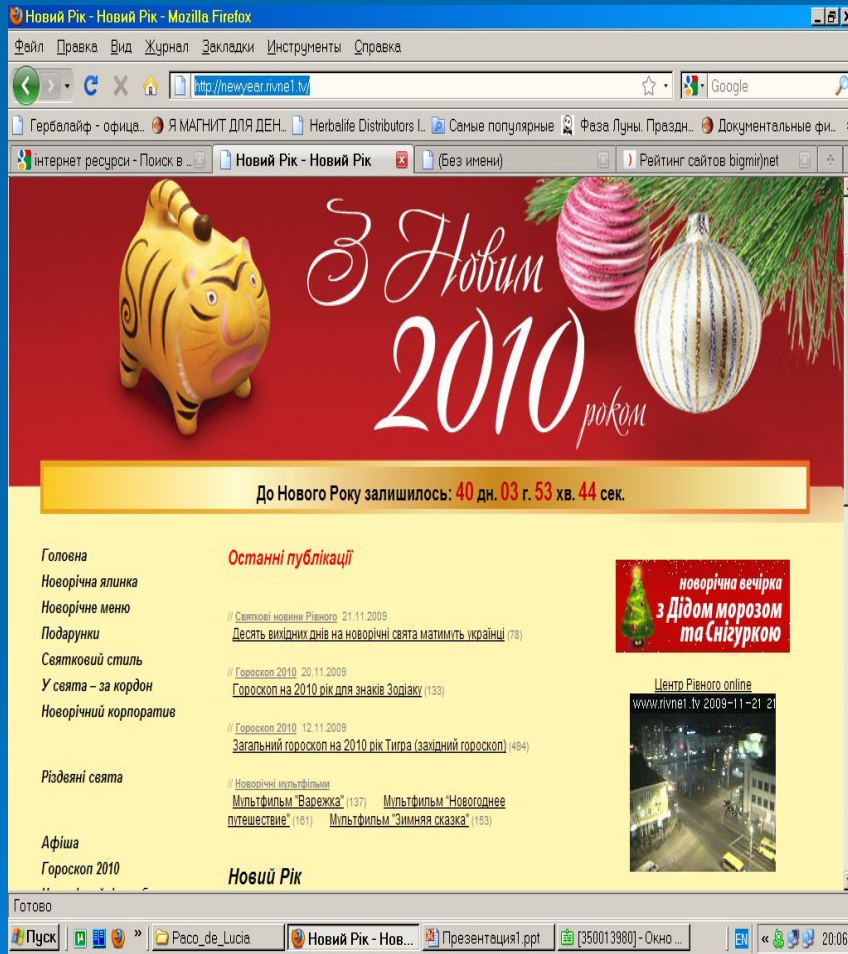 Новий Рік - Новий Рік - Mozilla Firefox
Файл Правка Вид Журнал Закладки Инструменты Справка
http://newyear.rivne1.tv/
Google
Гербалайф - офица... Я МАГНИТ ДЛЯ ДЕН... Herbalife Distributors I... Самые популярные Фаза Луны. Праздн... Документальные фи...
інтернет ресурси - Поиск в ... Новий Рік - Новий Рік (Без имени) Рейтинг сайтов bigmir)net
З Новим
2010
роком
До Нового Року залишилось: 40 дн. 03 г. 53 хв. 44 сек.
Головна
Новорічна ялинка
Новорічне меню
Подарунки
Святковий стиль
У свята – за кордон
Новорічний корпоратив
Різдвяні свята
Афіша
Гороскоп 2010
Останні публікації
// Святкові новини Рівного 21.11.2009
Десять вихідних днів на новорічні свята матимуть українці (78)
// Гороскоп 2010 20.11.2009
Гороскоп на 2010 рік для знаків Зодіаку (133)
// Гороскоп 2010 12.11.2009
Загальний гороскоп на 2010 рік Тигра (західний гороскоп) (494)
// Новорічні мультфільми
Мультфильм "Варежка" (137) Мультфильм "Новогоднее
путешествие" (161) Мультфильм "Зимняя сказка" (153)
Новий Рік
новорічна вечірка
з Дідом морозом
та Снігуркою
Центр Рівного online
www.rivne1.tv 2009-11-21 21
Готово
Пуск » Paco_de_Lucia Новий Рік - Нов... Презентация1.ppt [350013980] - Окно ... EN « 20:06